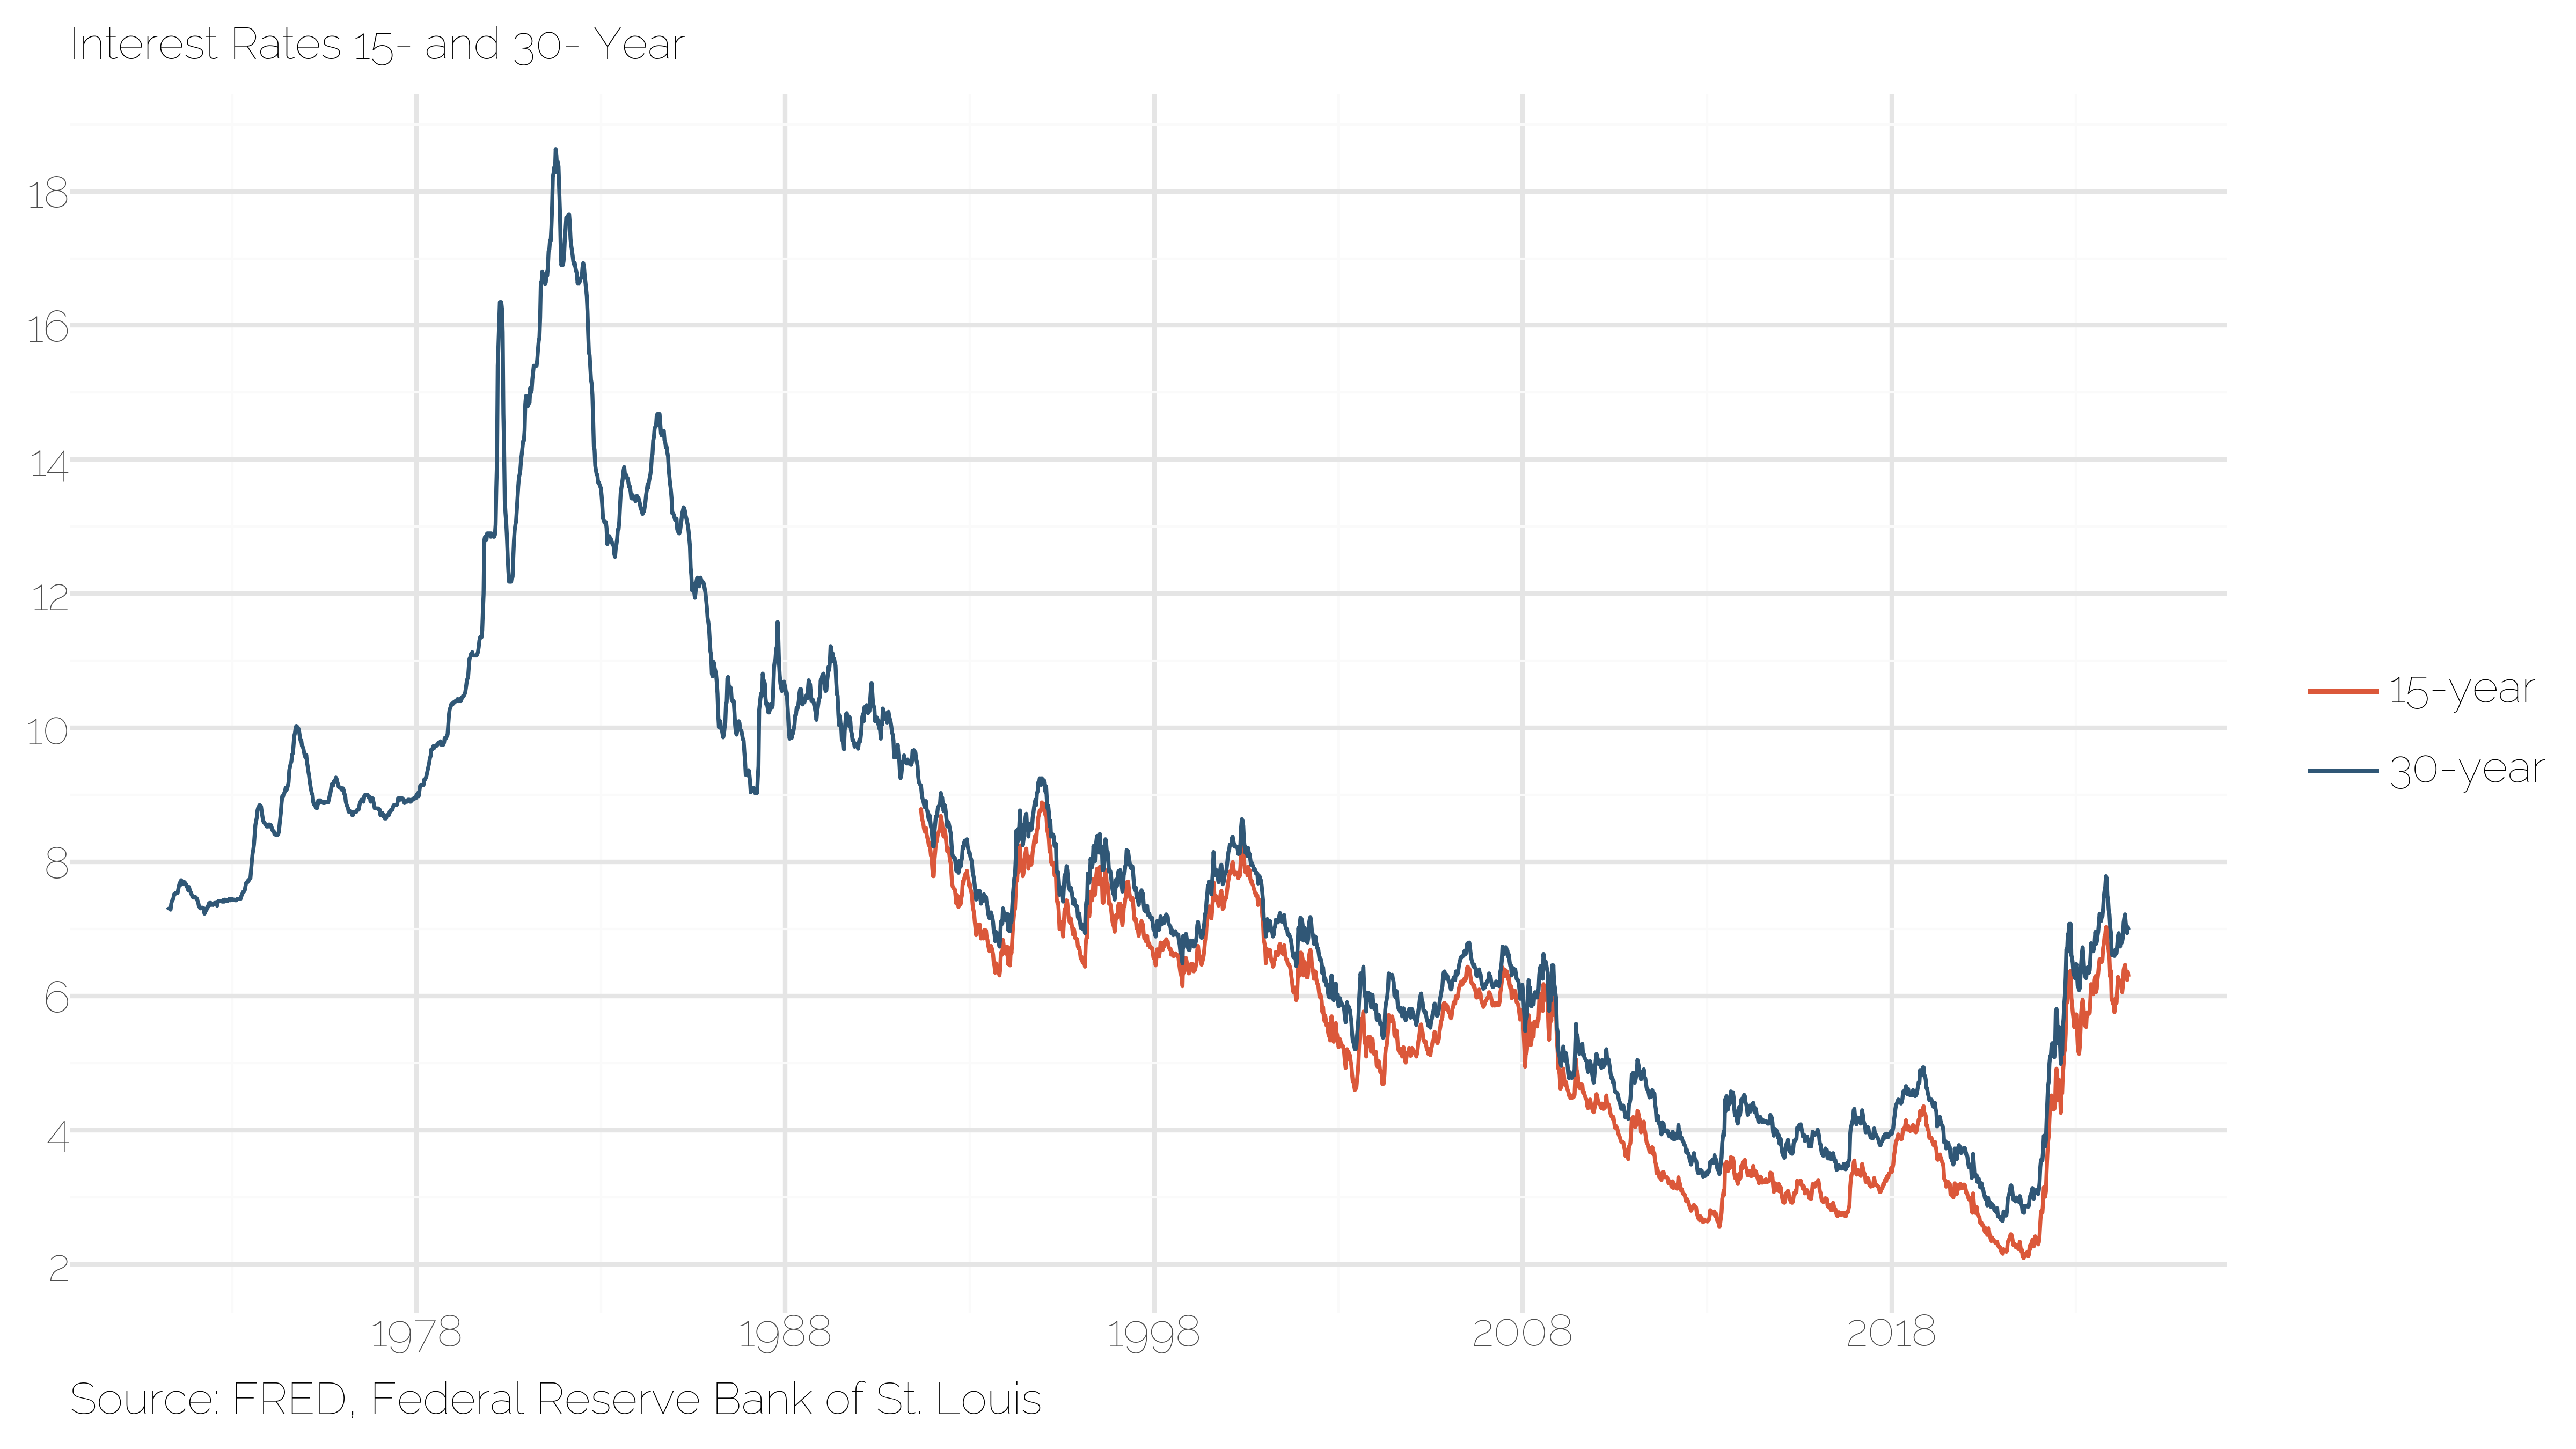 Interest Rates 15- and 30- Year
18
16
14
12
10
8
6
4
2
1978 1988 1998 2008 2018
15-year
30-year
Source: FRED, Federal Reserve Bank of St. Louis